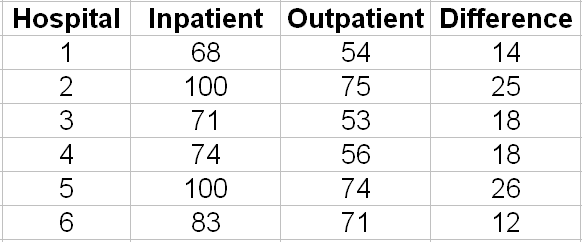 Hospital Inpatient Outpatient Difference
1 68 54 14
2 100 75 25
3 71 53 18
4 74 56 18
5 100 74 26
6 83 71 12